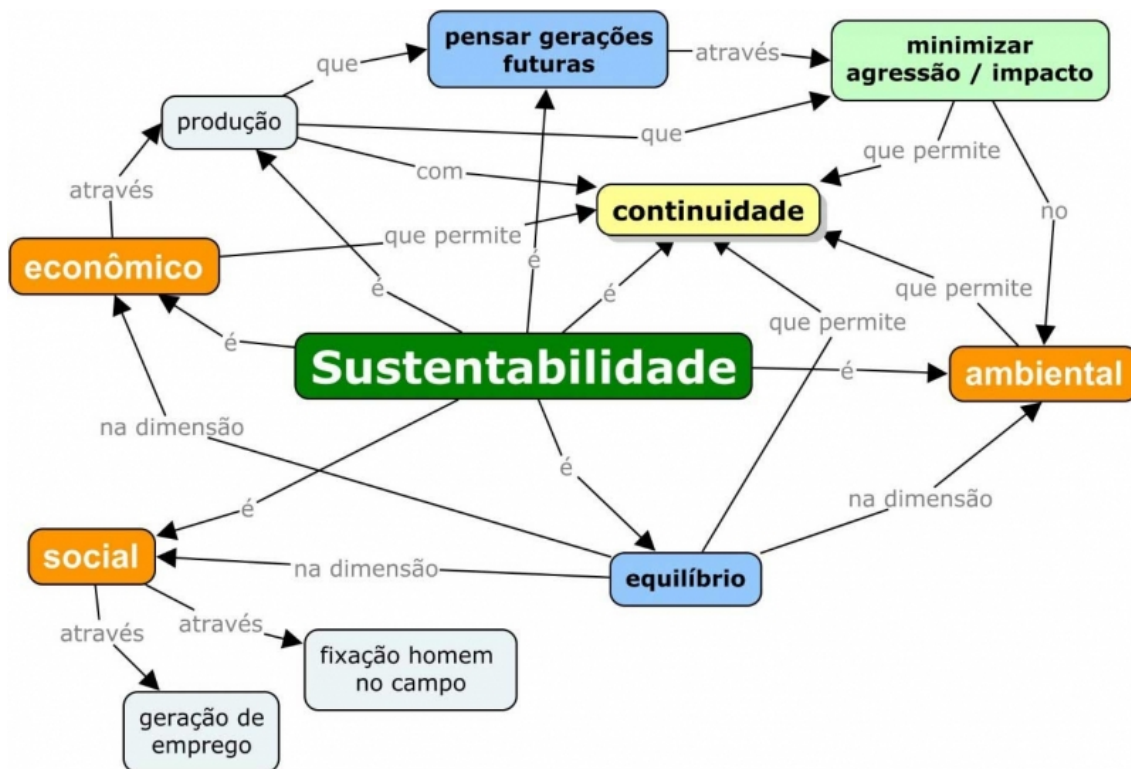 pensar gerações
futuras
que
através
minimizar
agressão / impacto
produção
que
que permite
com
através
continuidade
no
econômico
que permite
é
é
é
que permite
que permite
é
Sustentabilidade
é
ambiental
na dimensão
é
na dimensão
é
social
na dimensão
equilíbrio
através
através
fixação homem
no campo
geração de
emprego